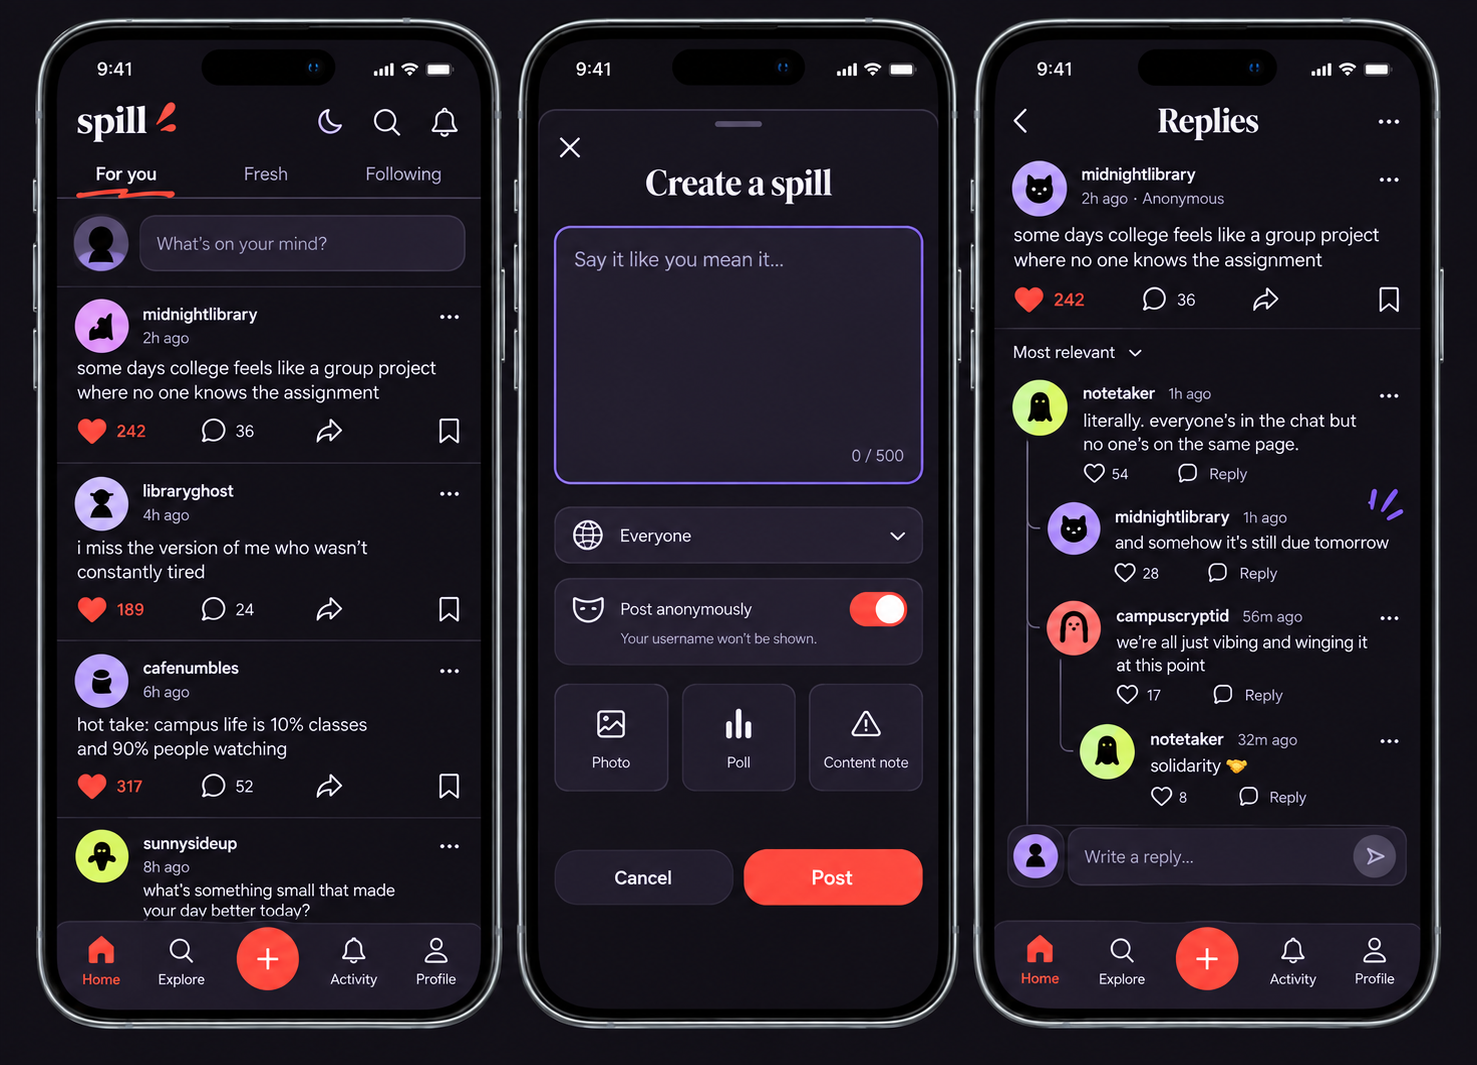 9:41
spill
For you
Fresh
Following
What's on your mind?
midnightlibrary
2h ago
some days college feels like a group project
where no one knows the assignment
242
36
libraryghost
4h ago
i miss the version of me who wasn't
constantly tired
189
24
cafenumbles
6h ago
hot take: campus life is 10% classes
and 90% people watching
317
52
sunnysideup
8h ago
what's something small that made
your day better today?
Home
Explore
Activity
Profile
9:41
Create a spill
Say it like you mean it...
0 / 500
Everyone
Post anonymously
Your username won't be shown.
Photo
Poll
Content note
Cancel
Post
9:41
Replies
midnightlibrary
2h ago · Anonymous
some days college feels like a group project
where no one knows the assignment
242
36
Most relevant
notetaker 1h ago
literally. everyone's in the chat but
no one's on the same page.
54 Reply
midnightlibrary 1h ago
and somehow it's still due tomorrow
28 Reply
campuscryptid 56m ago
we're all just vibing and winging it
at this point
17 Reply
notetaker 32m ago
solidarity 🤝
8 Reply
Write a reply...
Home
Explore
Activity
Profile